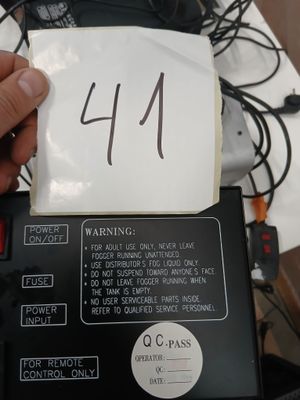 41
POWER
ON/OFF
FUSE
POWER
INPUT
FOR REMOTE
CONTROL ONLY
WARNING:
• FOR ADULT USE ONLY, NEVER LEAVE
FOGGER RUNNING UNATTENDED.
• USE DISTRIBUTOR'S FOG LIQUID ONLY.
• DO NOT SUSPEND TOWARD ANYONE'S FACE
• DO NOT LEAVE FOGGER RUNNING WHEN
THE TANK IS EMPTY.
• NO USER SERVICEABLE PARTS INSIDE.
REFER TO QUALIFIED SERVICE PERSONNEL.
QC.PASS
OPERATOR:
QC:
DATE: